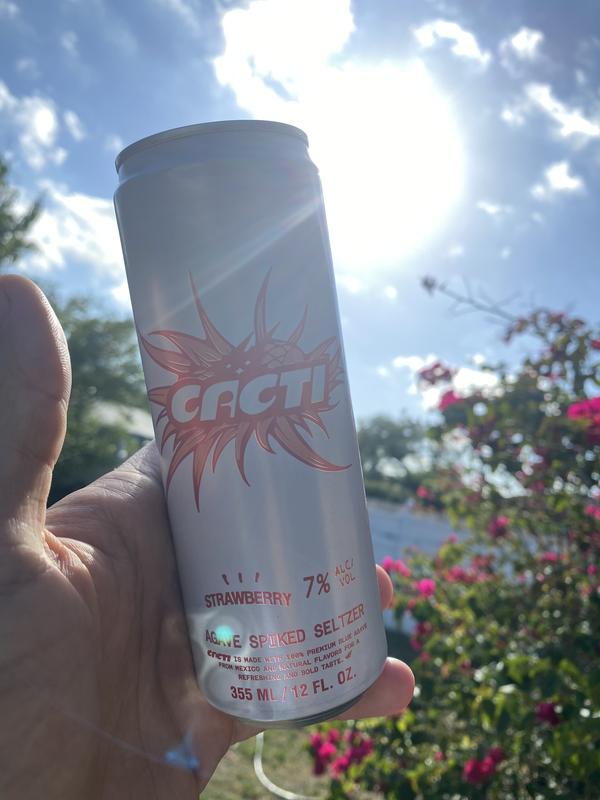 CACTI
STRAWBERRY 7% ALC/
VOL
AGAVE SPIKED SELTZER
CACTI IS MADE WITH 100% PREMIUM BLUE AGAVE
FROM MEXICO AND NATURAL FLAVORS FOR A
REFRESHING AND BOLD TASTE.
355 ML / 12 FL. OZ.